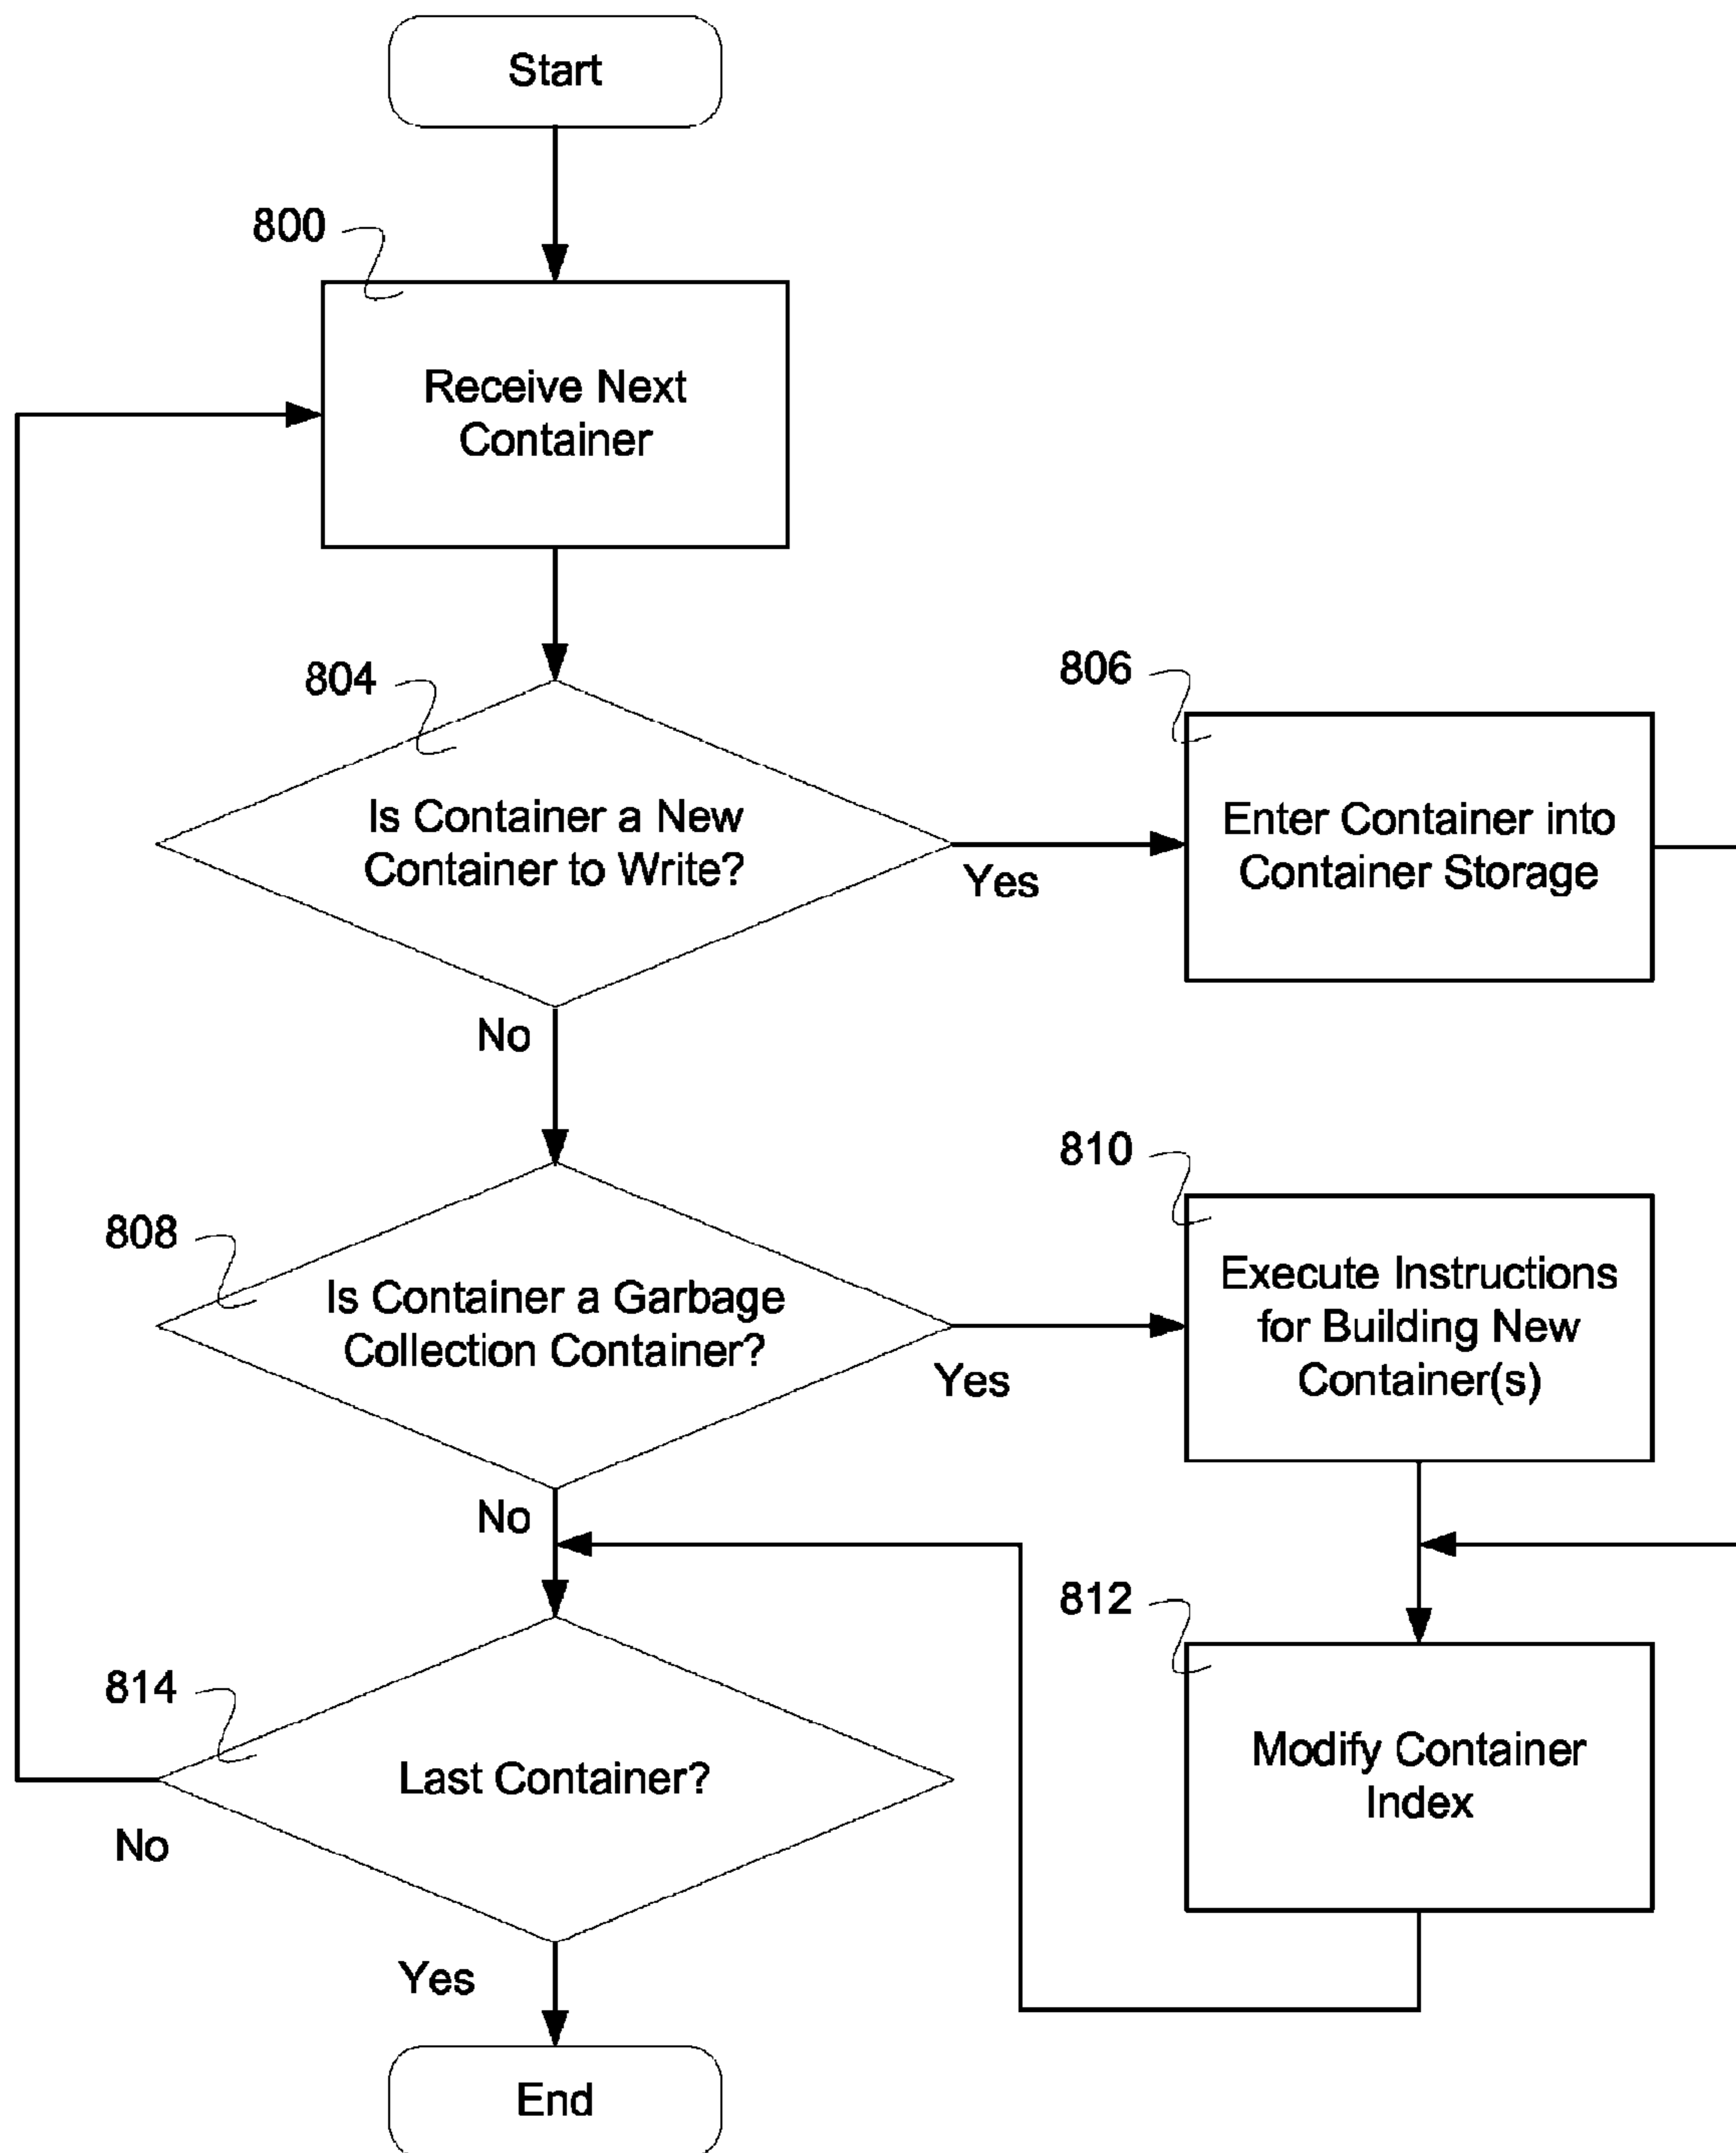 Start
800
Receive Next
Container
804
Is Container a New
Container to Write?
Yes
806
Enter Container into
Container Storage
No
808
Is Container a Garbage
Collection Container?
Yes
810
Execute Instructions
for Building New
Container(s)
No
812
Modify Container
Index
814
Last Container?
No
Yes
End